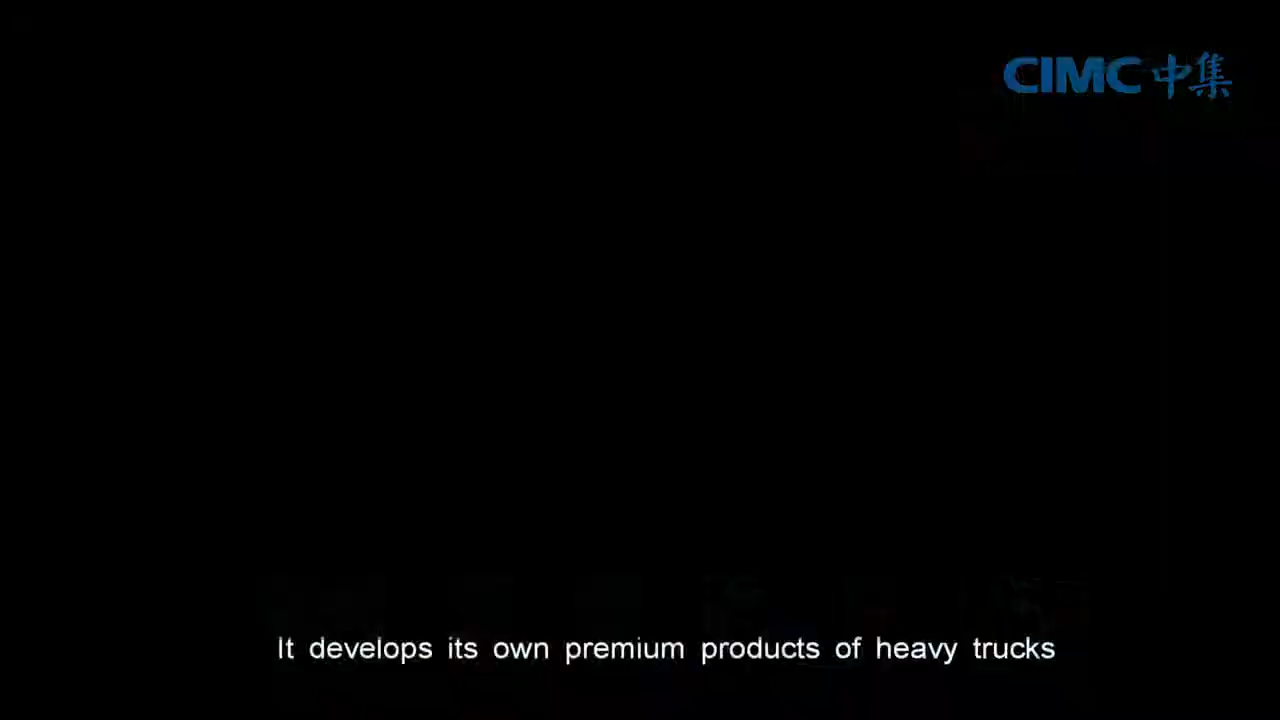 CIMC 中集
It develops its own premium products of heavy trucks